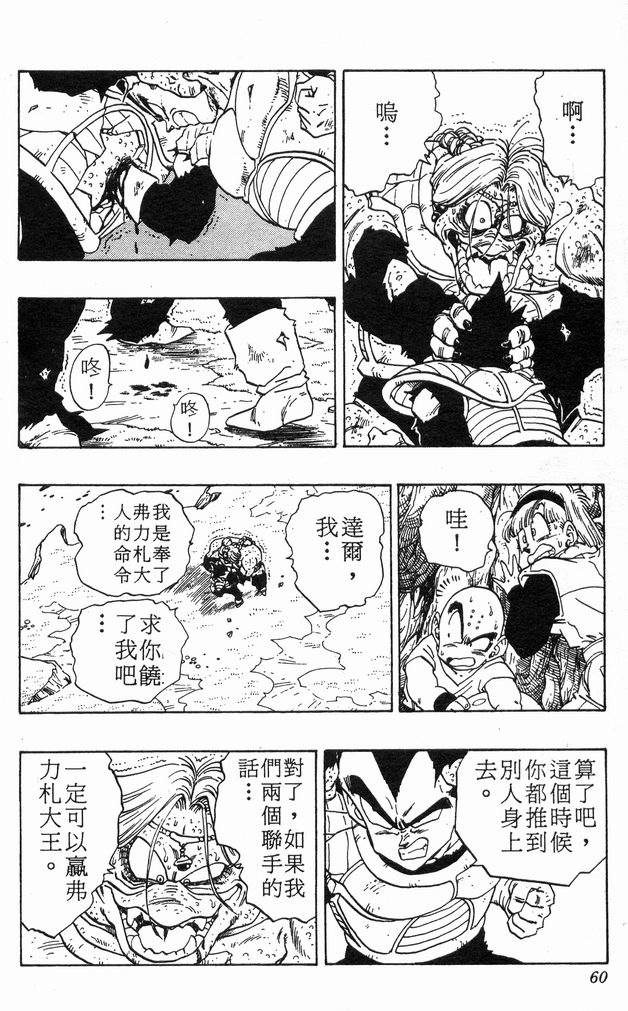 啊…
嗚…
咚！
咚！
哇！
達爾，
我…
我是奉了
弗力札大
人的命令
…
求你饒
了我吧
…
算了吧，
這個時候
你都推到
別人身上
去。
對了，如果我
們兩個聯手的
話…
一定可以贏弗
力札大王。
60